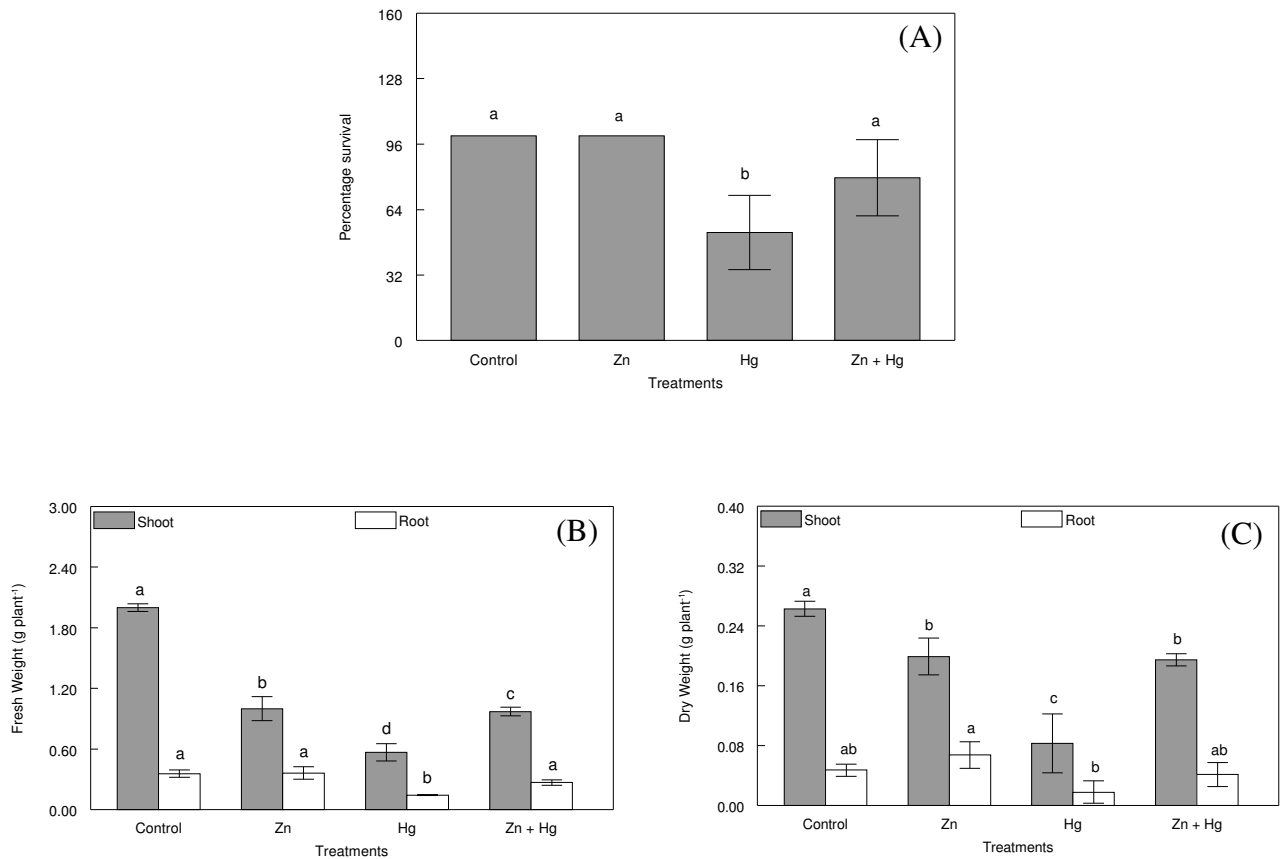 (A)
Percentage survival
160
128
96
64
32
0
a
a
b
a
Control
Zn
Hg
Zn + Hg
Treatments
(B)
Fresh Weight (g plant⁻¹)
Shoot
Root
3.00
2.40
1.80
1.20
0.60
0.00
a
a
b
a
d
b
c
a
Control
Zn
Hg
Zn + Hg
Treatments
(C)
Dry Weight (g plant⁻¹)
Shoot
Root
0.40
0.32
0.24
0.16
0.08
0.00
a
ab
b
a
c
b
b
ab
Control
Zn
Hg
Zn + Hg
Treatments